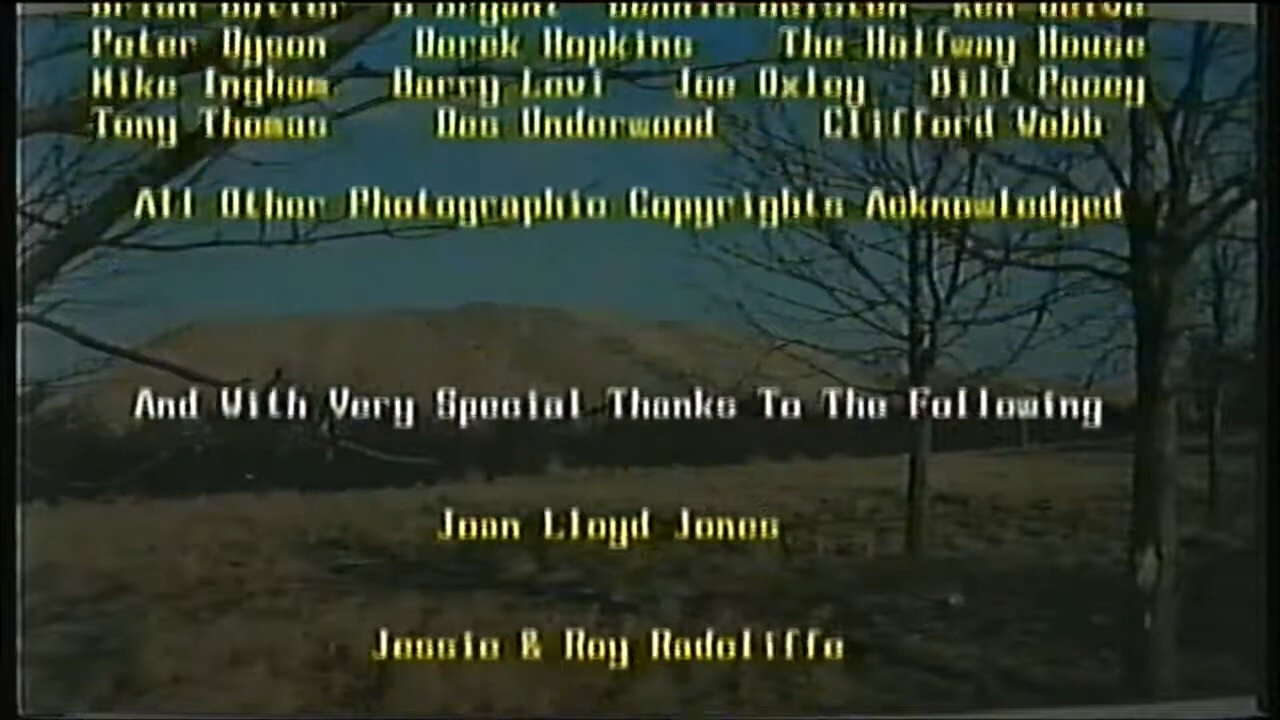 Peter Dyson Derek Hopkins The Halfway House
Mike Ingham Barry Levi Joe Oxley Bill Pacey
Tony Thomas Des Underwood Clifford Webb
All Other Photographic Copyrights Acknowledged
And With Very Special Thanks To The Following
Joan Lloyd Jones
Jessie & Roy Radcliffe